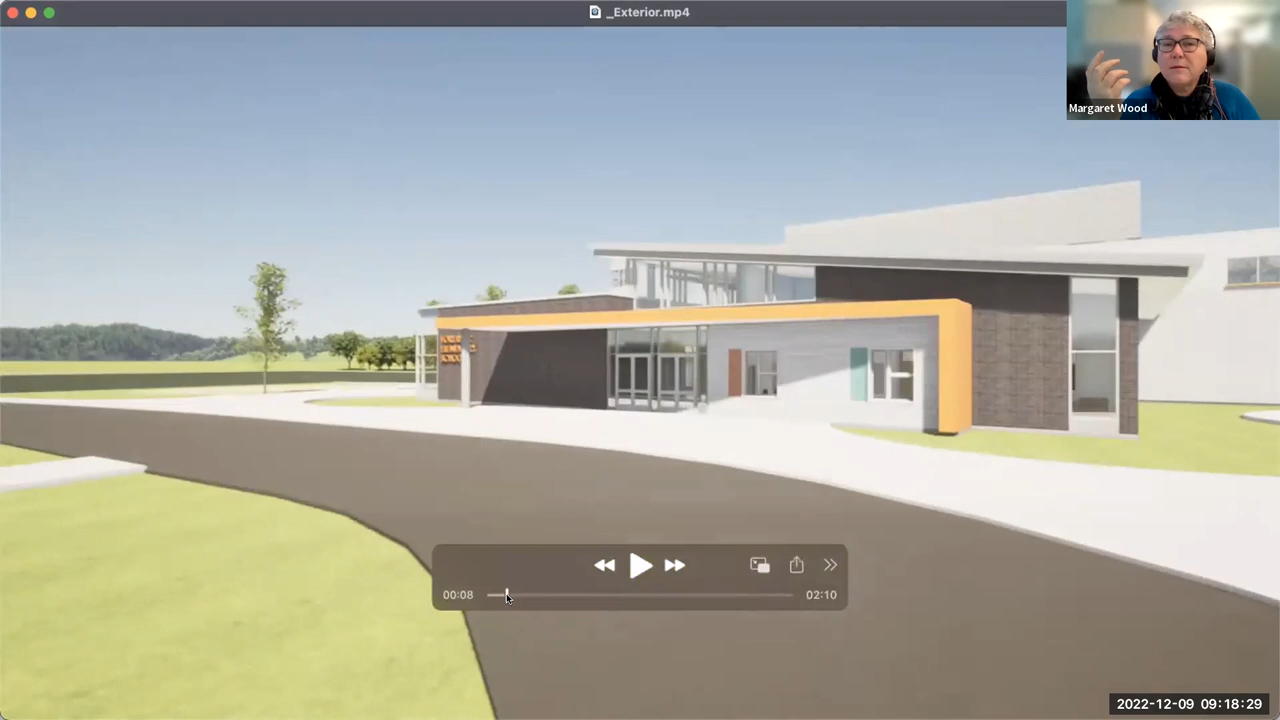 _Exterior.mp4
Margaret Wood
00:08
02:10
2022-12-09 09:18:29